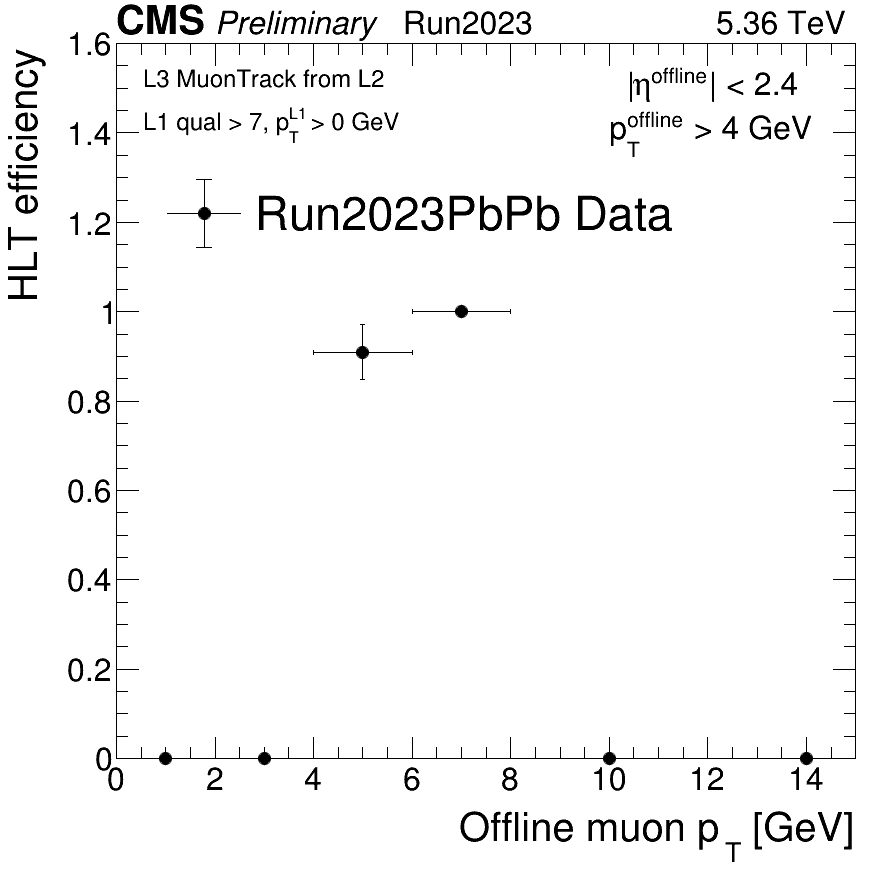 CMS Preliminary Run2023 5.36 TeV
L3 MuonTrack from L2
|η^offline| < 2.4
L1 qual > 7, p_T^L1 > 0 GeV
p_T^offline > 4 GeV
Run2023PbPb Data
HLT efficiency
1.6
1.4
1.2
1
0.8
0.6
0.4
0.2
0
0 2 4 6 8 10 12 14
Offline muon p_T [GeV]